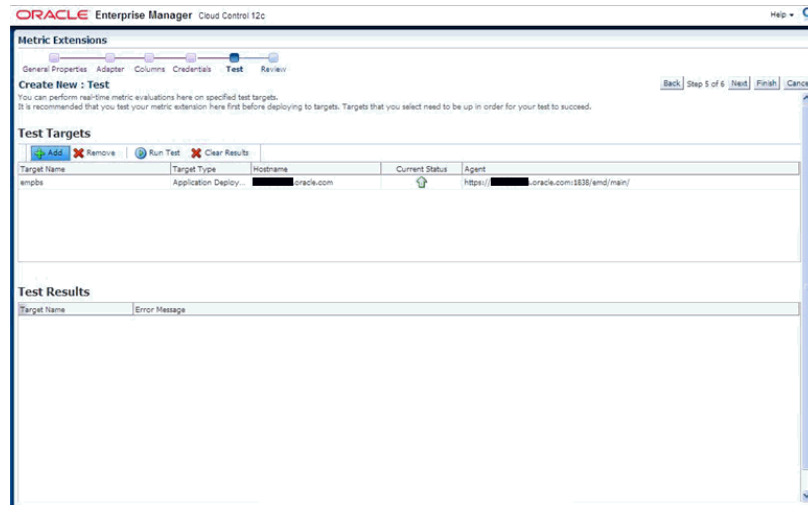 ORACLE Enterprise Manager Cloud Control 12c Help
Metric Extensions
General Properties Adapter Columns Credentials Test Review
Create New : Test Back Step 5 of 6 Next Finish Cance
You can perform real-time metric evaluations here on specified test targets.
It is recommended that you test your metric extension here first before deploying to targets. Targets that you select need to be up in order for your test to succeed.
Test Targets
Add Remove Run Test Clear Results
Target Name Target Type Hostname Current Status Agent
empbs Application Deploy... oracle.com https:// s.oracle.com:1838/emd/main/
Test Results
Target Name Error Message